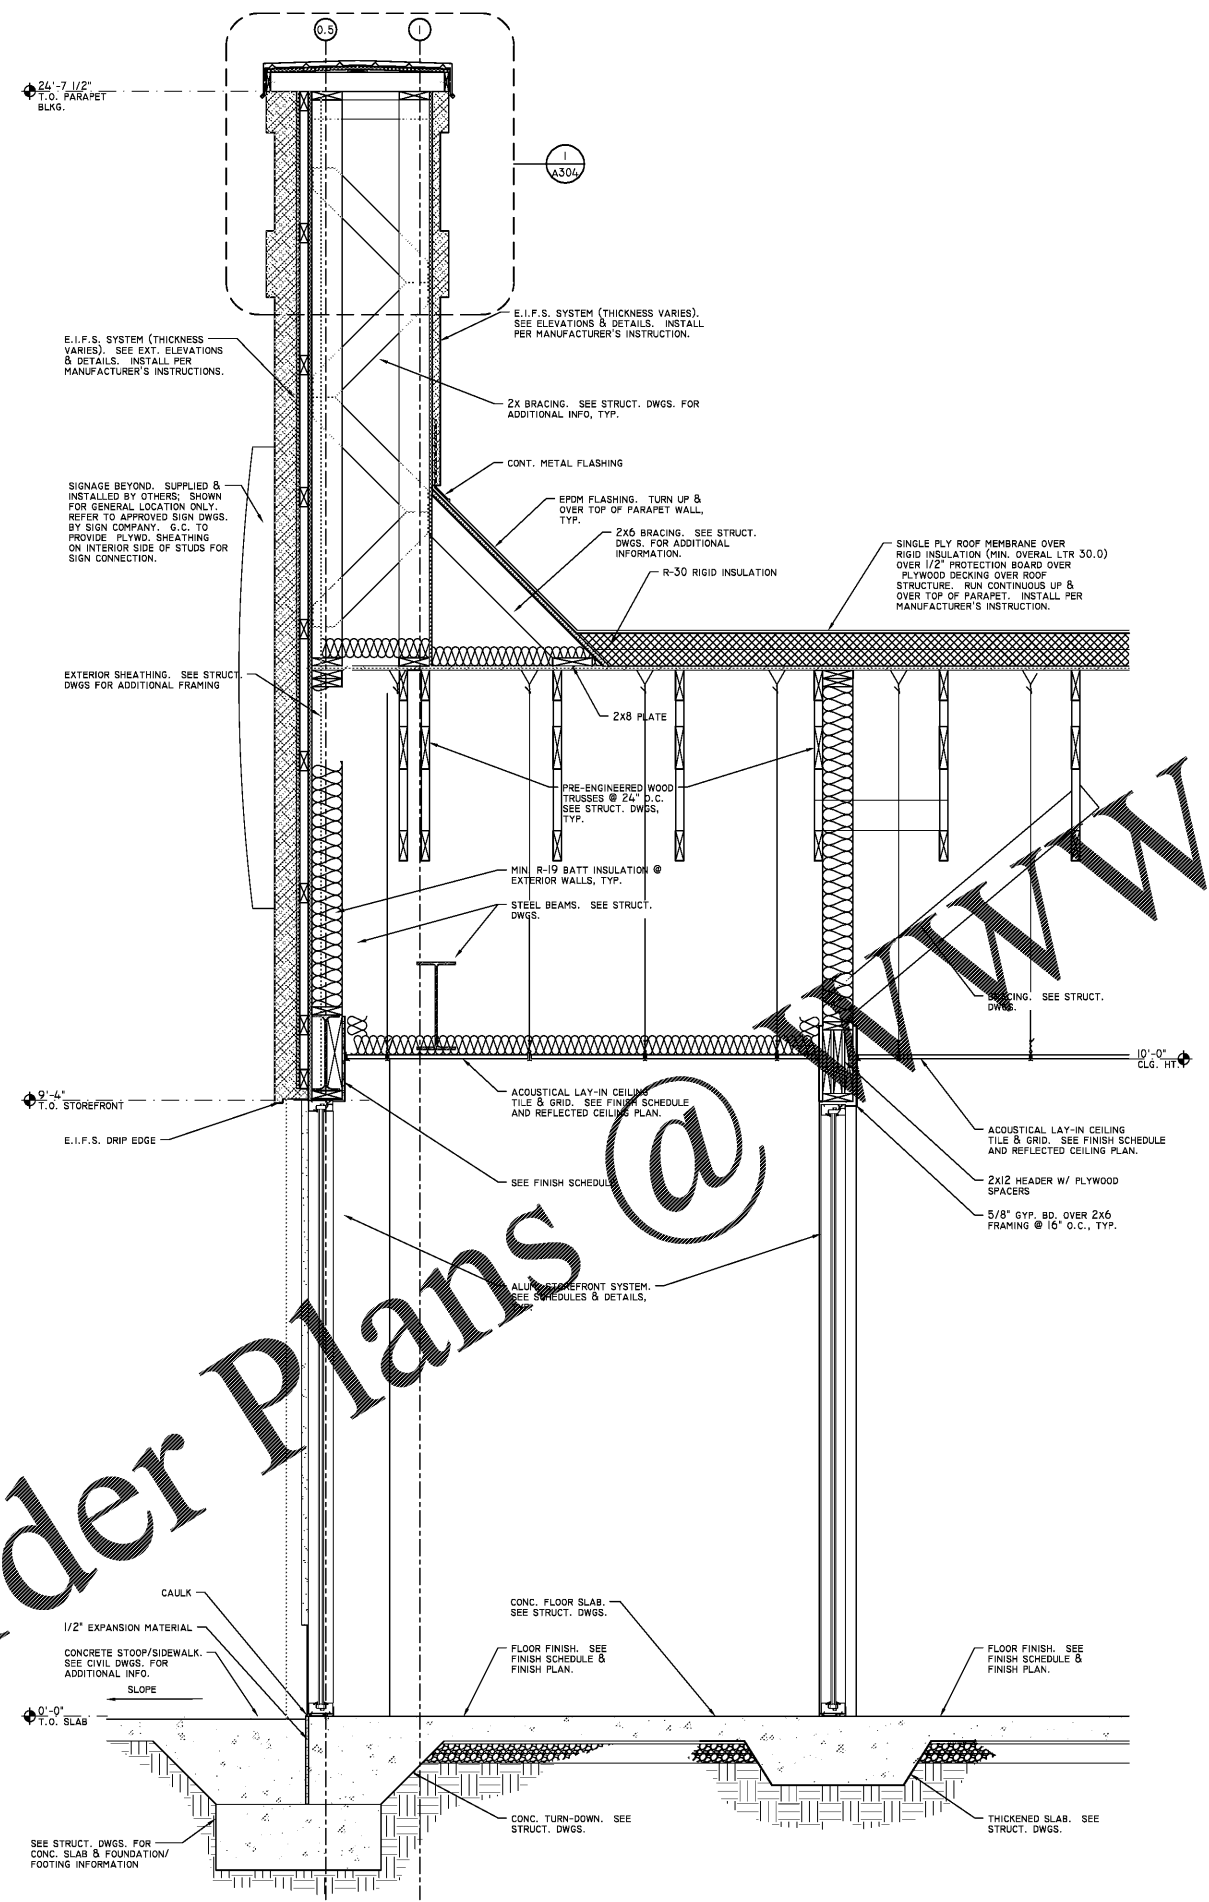 0.5
1
24'-7 1/2"
T.O. PARAPET
BLKG.
1
A304
E.I.F.S. SYSTEM (THICKNESS VARIES).
SEE ELEVATIONS & DETAILS. INSTALL
PER MANUFACTURER'S INSTRUCTION.
E.I.F.S. SYSTEM (THICKNESS
VARIES). SEE EXT. ELEVATIONS
& DETAILS. INSTALL PER
MANUFACTURER'S INSTRUCTIONS.
2X BRACING. SEE STRUCT. DWGS. FOR
ADDITIONAL INFO, TYP.
CONT. METAL FLASHING
SIGNAGE BEYOND. SUPPLIED &
INSTALLED BY OTHERS; SHOWN
FOR GENERAL LOCATION ONLY.
REFER TO APPROVED SIGN DWGS.
BY SIGN COMPANY. G.C. TO
PROVIDE PLYWD. SHEATHING
ON INTERIOR SIDE OF STUDS FOR
SIGN CONNECTION.
EPDM FLASHING. TURN UP &
OVER TOP OF PARAPET WALL,
TYP.
2X6 BRACING. SEE STRUCT.
DWGS. FOR ADDITIONAL
INFORMATION.
R-30 RIGID INSULATION
SINGLE PLY ROOF MEMBRANE OVER
RIGID INSULATION (MIN. OVERAL LTR 30.0)
OVER 1/2" PROTECTION BOARD OVER
PLYWOOD DECKING OVER ROOF
STRUCTURE. RUN CONTINUOUS UP &
OVER TOP OF PARAPET. INSTALL PER
MANUFACTURER'S INSTRUCTION.
EXTERIOR SHEATHING. SEE STRUCT.
DWGS FOR ADDITIONAL FRAMING
2X8 PLATE
PRE-ENGINEERED WOOD
TRUSSES @ 24" O.C.
SEE STRUCT. DWGS,
TYP.
MIN. R-19 BATT INSULATION @
EXTERIOR WALLS, TYP.
STEEL BEAMS. SEE STRUCT.
DWGS.
BRACING. SEE STRUCT.
DWGS.
10'-0"
CLG. HT.
9'-4"
T.O. STOREFRONT
ACOUSTICAL LAY-IN CEILING
TILE & GRID. SEE FINISH SCHEDULE
AND REFLECTED CEILING PLAN.
E.I.F.S. DRIP EDGE
ACOUSTICAL LAY-IN CEILING
TILE & GRID. SEE FINISH SCHEDULE
AND REFLECTED CEILING PLAN.
SEE FINISH SCHEDULE
2X12 HEADER W/ PLYWOOD
SPACERS
5/8" GYP. BD. OVER 2X6
FRAMING @ 16" O.C., TYP.
ALUM. STOREFRONT SYSTEM.
SEE SCHEDULES & DETAILS,
TYP.
der Plans @ www
CAULK
1/2" EXPANSION MATERIAL
CONCRETE STOOP/SIDEWALK.
SEE CIVIL DWGS. FOR
ADDITIONAL INFO.
SLOPE
CONC. FLOOR SLAB.
SEE STRUCT. DWGS.
FLOOR FINISH. SEE
FINISH SCHEDULE &
FINISH PLAN.
FLOOR FINISH. SEE
FINISH SCHEDULE &
FINISH PLAN.
0'-0"
T.O. SLAB
CONC. TURN-DOWN. SEE
STRUCT. DWGS.
THICKENED SLAB. SEE
STRUCT. DWGS.
SEE STRUCT. DWGS. FOR
CONC. SLAB & FOUNDATION/
FOOTING INFORMATION